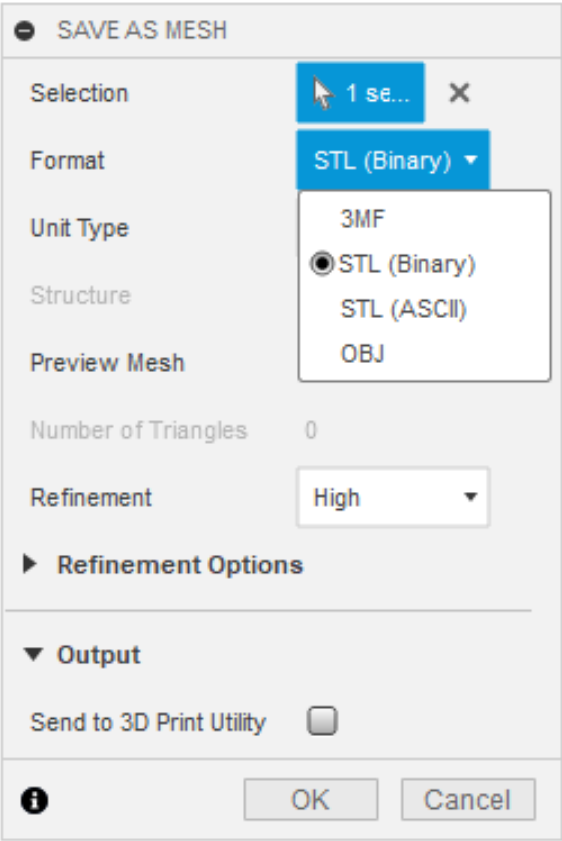 SAVE AS MESH
Selection 1 se...
Format STL (Binary)
3MF
Unit Type
STL (Binary)
Structure
STL (ASCII)
Preview Mesh
OBJ
Number of Triangles 0
Refinement High
Refinement Options
Output
Send to 3D Print Utility
OK Cancel